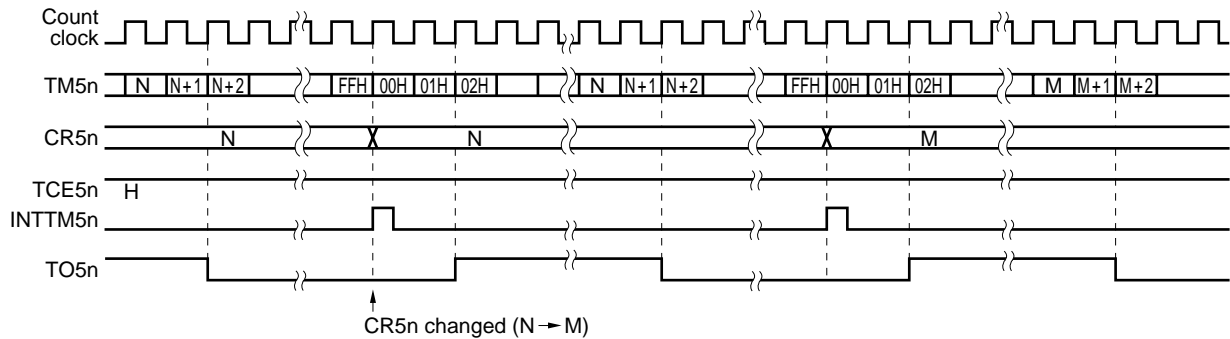 Count
clock
TM5n N N+1 N+2 FFH 00H 01H 02H N N+1 N+2 FFH 00H 01H 02H M M+1 M+2
CR5n N N M
TCE5n H
INTTM5n
TO5n
CR5n changed (N→M)